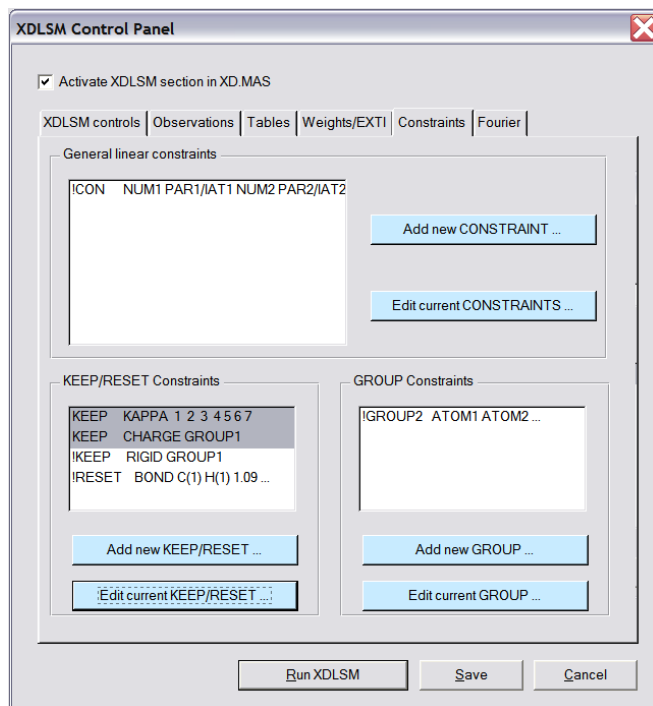 XDLSM Control Panel
Activate XDLSM section in XD.MAS
XDLSM controls Observations Tables Weights/EXTI Constraints Fourier
General linear constraints
!CON NUM1 PAR1/IAT1 NUM2 PAR2/IAT2
Add new CONSTRAINT ...
Edit current CONSTRAINTS ...
KEEP/RESET Constraints
KEEP KAPPA 1 2 3 4 5 6 7
KEEP CHARGE GROUP1
!KEEP RIGID GROUP1
!RESET BOND C(1) H(1) 1.09 ...
Add new KEEP/RESET ...
Edit current KEEP/RESET ...
GROUP Constraints
!GROUP2 ATOM1 ATOM2 ...
Add new GROUP ...
Edit current GROUP ...
Run XDLSM Save Cancel